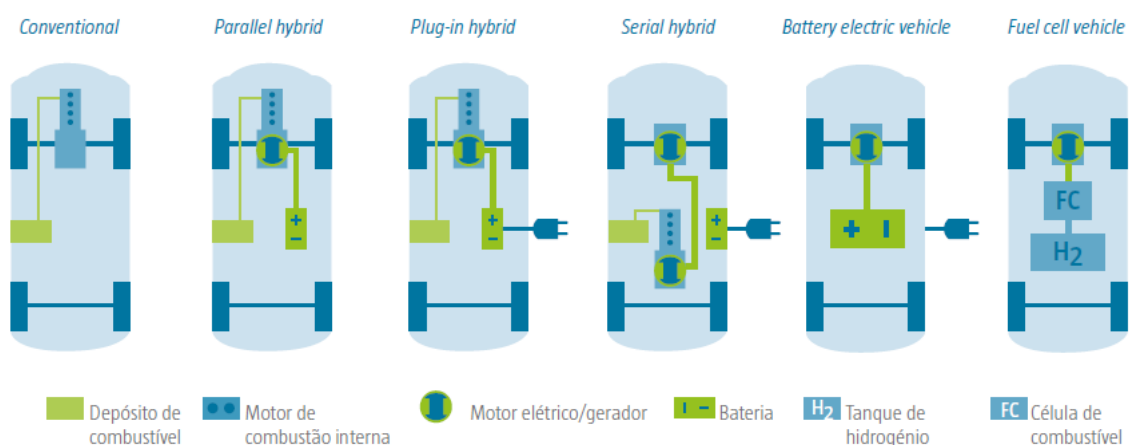 Conventional
Parallel hybrid
Plug-in hybrid
Serial hybrid
Battery electric vehicle
Fuel cell vehicle
+
–
+
–
+
–
+ I
FC
H2
Depósito de
combustível
Motor de
combustão interna
Motor elétrico/gerador
I -
Bateria
H2
Tanque de
hidrogénio
FC
Célula de
combustível